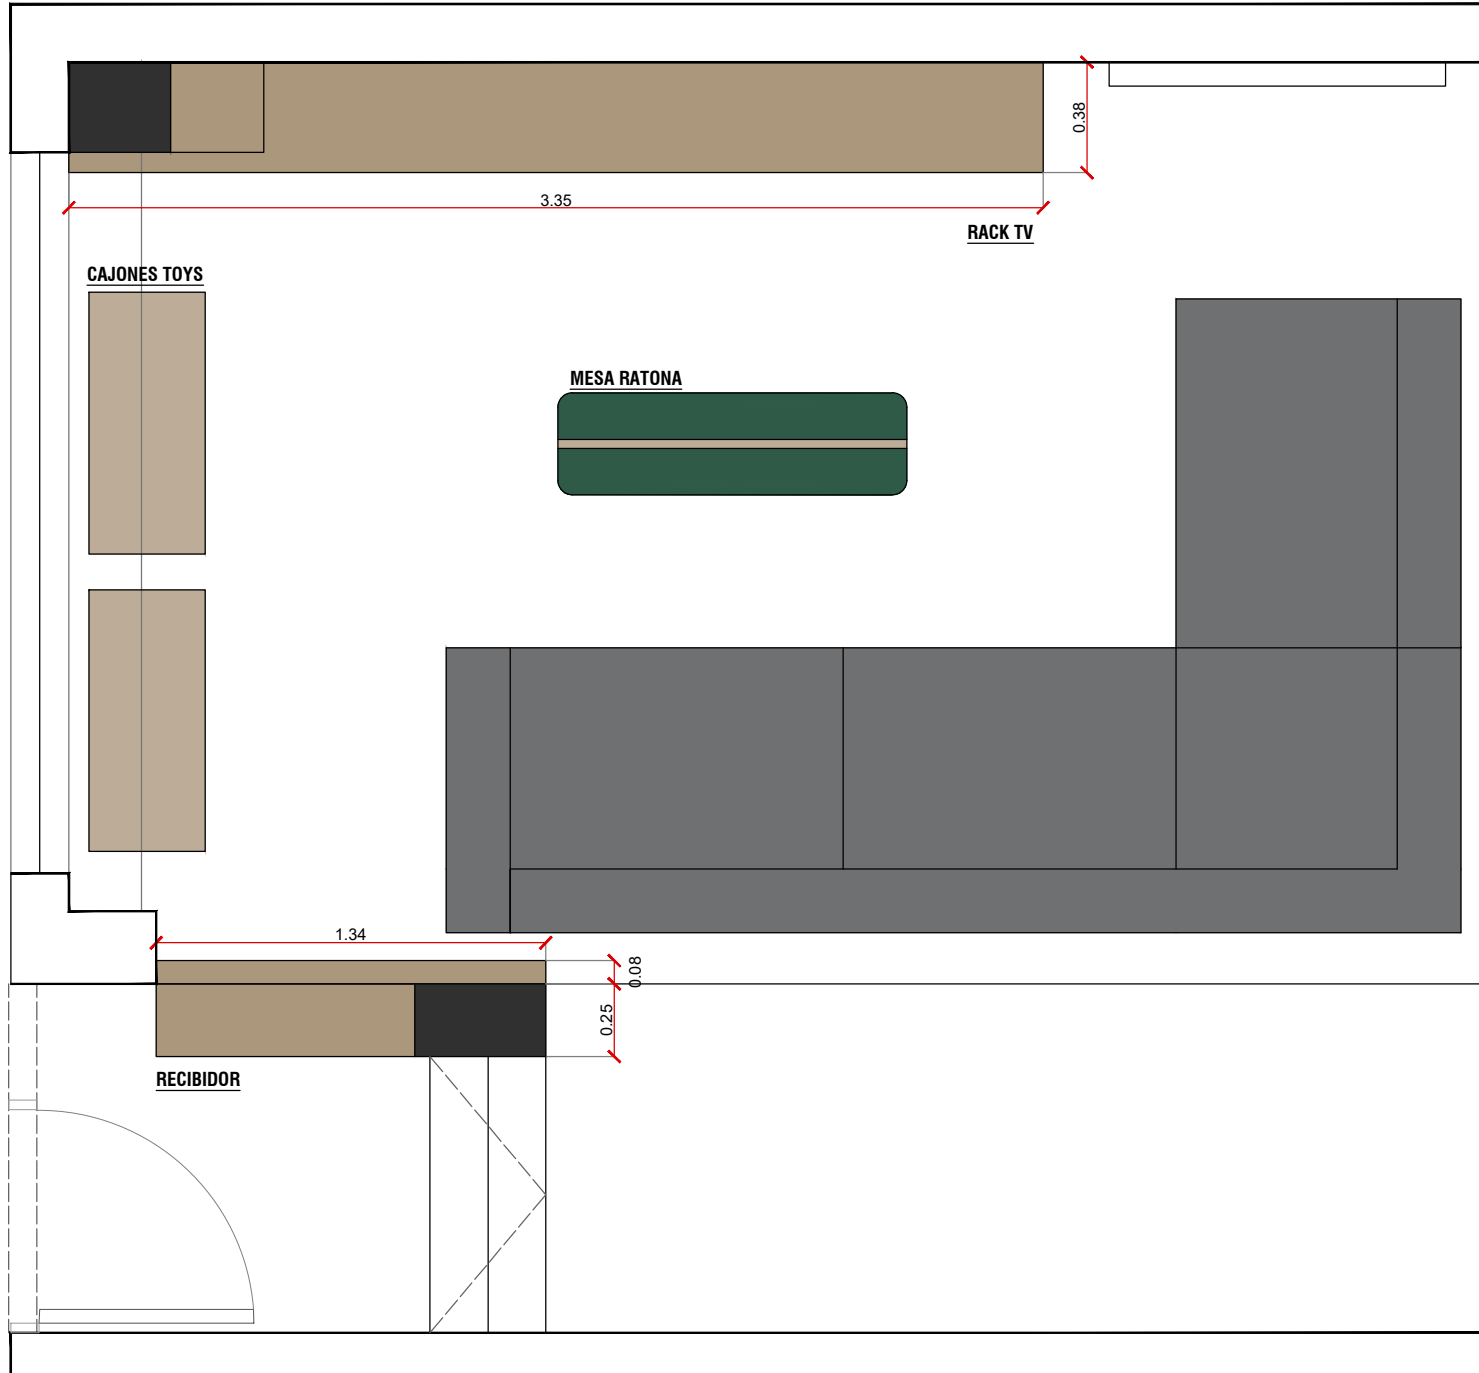 0.38
3.35
RACK TV
CAJONES TOYS
MESA RATONA
1.34
0.08
0.25
RECIBIDOR